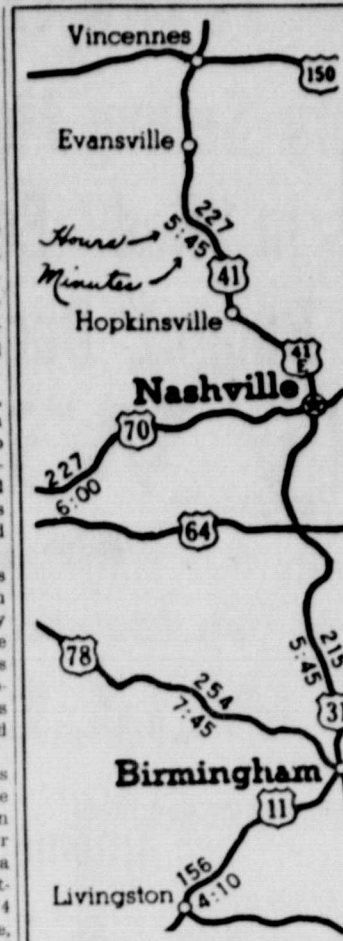 Vincennes
150
Evansville
227
5:45
Hours
Minutes
41
Hopkinsville
41
E
Nashville
70
227
6:00
64
78
254
7:45
215
5:45
31
Birmingham
11
156
4:10
Livingston